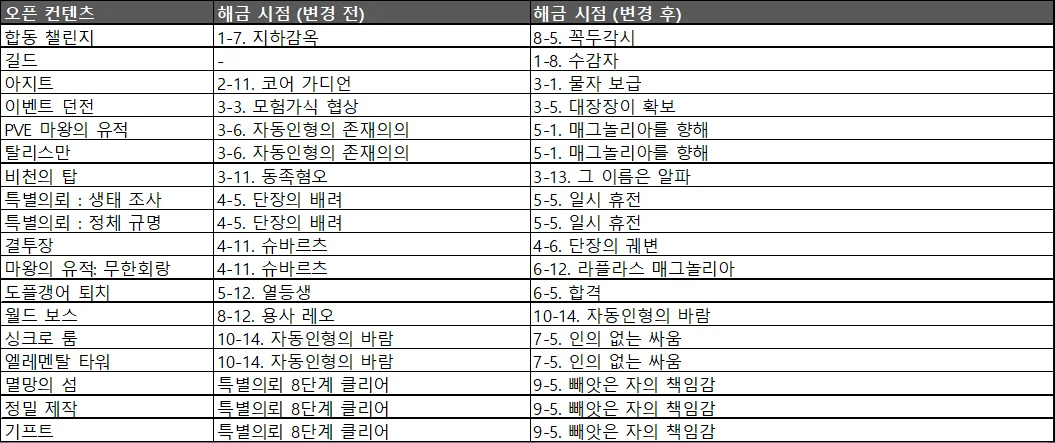 오픈 컨텐츠 해금 시점 (변경 전) 해금 시점 (변경 후)
합동 챌린지 1-7. 지하감옥 8-5. 꼭두각시
길드 - 1-8. 수감자
아지트 2-11. 코어 가디언 3-1. 물자 보급
이벤트 던전 3-3. 모험가식 협상 3-5. 대장장이 확보
PVE 마왕의 유적 3-6. 자동인형의 존재의의 5-1. 매그놀리아를 향해
탈리스만 3-6. 자동인형의 존재의의 5-1. 매그놀리아를 향해
비천의 탑 3-11. 동족혐오 3-13. 그 이름은 알파
특별의뢰 : 생태 조사 4-5. 단장의 배려 5-5. 일시 휴전
특별의뢰 : 정체 규명 4-5. 단장의 배려 5-5. 일시 휴전
결투장 4-11. 슈바르츠 4-6. 단장의 궤변
마왕의 유적: 무한회랑 4-11. 슈바르츠 6-12. 라플라스 매그놀리아
도플갱어 퇴치 5-12. 열등생 6-5. 합격
월드 보스 8-12. 용사 레오 10-14. 자동인형의 바람
싱크로 룸 10-14. 자동인형의 바람 7-5. 인의 없는 싸움
엘레멘탈 타워 10-14. 자동인형의 바람 7-5. 인의 없는 싸움
멸망의 섬 특별의뢰 8단계 클리어 9-5. 빼앗은 자의 책임감
정밀 제작 특별의뢰 8단계 클리어 9-5. 빼앗은 자의 책임감
기프트 특별의뢰 8단계 클리어 9-5. 빼앗은 자의 책임감